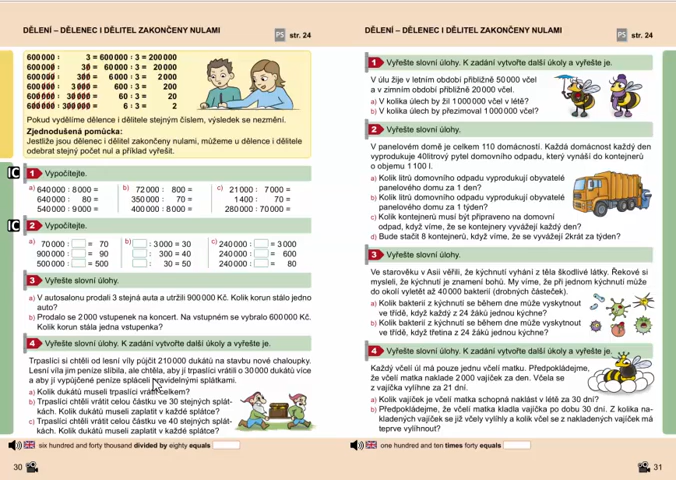 DĚLENÍ – DĚLENEC I DĚLITEL ZAKONČENY NULAMI
PS str. 24
600 000 : 3 = 600 000 : 3 = 200 000
600 000 : 30 = 60 000 : 3 = 20 000
600 000 : 300 = 6 000 : 3 = 2 000
600 000 : 3 000 = 600 : 3 = 200
600 000 : 30 000 = 60 : 3 = 20
600 000 : 300 000 = 6 : 3 = 2
Pokud vydělíme dělence i dělitele stejným číslem, výsledek se nezmění.
Zjednodušená pomůcka:
Jestliže jsou dělenec i dělitel zakončeny nulami, můžeme u dělence i dělitele
odebrat stejný počet nul a příklad vyřešit.
1 Vypočítejte.
a) 640 000 : 8 000 =
640 000 : 80 =
540 000 : 9 000 =
b) 72 000 : 800 =
350 000 : 70 =
400 000 : 8 000 =
c) 21 000 : 7 000 =
1 400 : 70 =
280 000 : 70 000 =
2 Vypočítejte.
a) 70 000 : = 70
900 000 : = 90
500 000 : = 500
b) : 3 000 = 30
: 300 = 40
: 30 = 50
c) 240 000 : = 3 000
240 000 : = 600
240 000 : = 80
3 Vyřešte slovní úlohy.
a) V autosalonu prodali 3 stejná auta a utržili 900 000 Kč. Kolik korun stálo jedno
auto?
b) Prodalo se 2 000 vstupenek na koncert. Na vstupném se vybralo 600 000 Kč.
Kolik korun stála jedna vstupenka?
4 Vyřešte slovní úlohy. K zadání vytvořte další úkoly a vyřešte je.
Trpaslíci si chtěli od lesní víly půjčit 210 000 dukátů na stavbu nové chaloupky.
Lesní víla jim peníze slíbila, ale chtěla, aby jí trpaslíci vrátili o 30 000 dukátů více
a aby jí vypůjčené peníze spláceli pravidelnými splátkami.
a) Kolik dukátů museli trpaslíci vrátit celkem?
b) Trpaslíci chtěli vrátit celou částku ve 30 stejných splát-
kách. Kolik dukátů museli zaplatit v každé splátce?
c) Trpaslíci chtěli vrátit celou částku ve 40 stejných splát-
kách. Kolik dukátů museli zaplatit v každé splátce?
six hundred and forty thousand divided by eighty equals
30
DĚLENÍ – DĚLENEC I DĚLITEL ZAKONČENY NULAMI
PS str. 24
1 Vyřešte slovní úlohy. K zadání vytvořte další úkoly a vyřešte je.
V úlu žije v letním období přibližně 50 000 včel
a v zimním období přibližně 20 000 včel.
a) V kolika úlech by žil 1 000 000 včel v létě?
b) V kolika úlech by přezimoval 1 000 000 včel?
2 Vyřešte slovní úlohy.
V panelovém domě je celkem 110 domácností. Každá domácnost každý den
vyprodukuje 40litrový pytel domovního odpadu, který vynáší do kontejnerů
o objemu 1 100 l.
a) Kolik litrů domovního odpadu vyprodukují obyvatelé
panelového domu za 1 den?
b) Kolik litrů domovního odpadu vyprodukují obyvatelé
panelového domu za 1 týden?
c) Kolik kontejnerů musí být připraveno na domovní
odpad, když víme, že se kontejnery vyvážejí každý den?
d) Bude stačit 8 kontejnerů, když víme, že se vyvážejí 2krát za týden?
3 Vyřešte slovní úlohy.
Ve starověku v Asii věřili, že kýchnutí vyhání z těla škodlivé látky. Řekové si
mysleli, že kýchnutí je znamení bohů. My víme, že při jednom kýchnutí může
do okolí vyletět až 40 000 bakterií (drobných částeček).
a) Kolik bakterií z kýchnutí se během dne může vyskytnout
ve třídě, když každý z 24 žáků jednou kýchne?
b) Kolik bakterií z kýchnutí se během dne může vyskytnout
ve třídě, když třetina z 24 žáků jednou kýchne?
4 Vyřešte slovní úlohy. K zadání vytvořte další úkoly a vyřešte je.
Každý včelí úl má pouze jednu včelí matku. Předpokládejme,
že včelí matka naklade 2 000 vajíček za den. Včela se
z vajíčka vylíhne za 21 dní.
a) Kolik vajíček je včelí matka schopná naklást v létě za 30 dní?
b) Předpokládejme, že včelí matka kladla vajíčka po dobu 30 dní. Z kolika na-
kladených vajíček se již včely vylíhly a kolik včel se z nakladených vajíček má
teprve vylíhnout?
one hundred and ten times forty equals
31